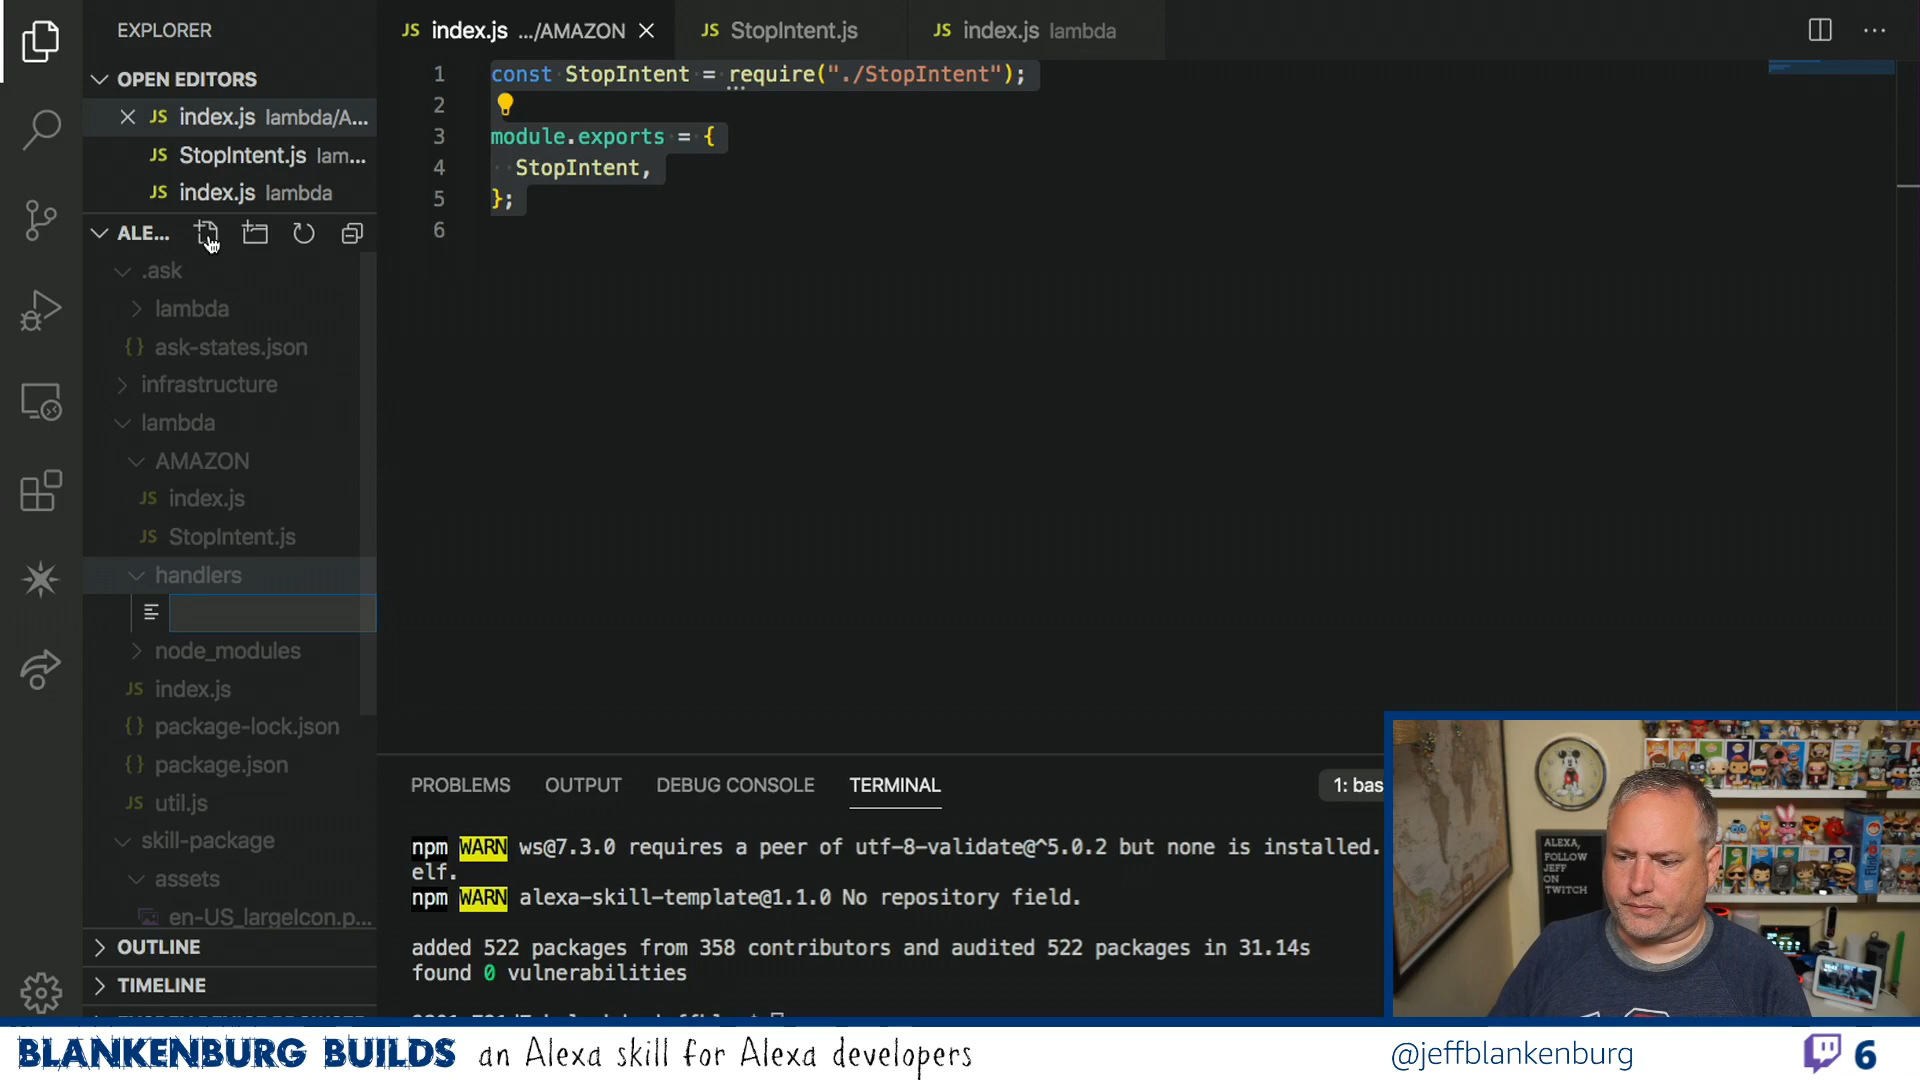 EXPLORER
OPEN EDITORS
JS index.js lambda/A...
JS StopIntent.js lam...
JS index.js lambda
ALE...
.ask
lambda
{} ask-states.json
infrastructure
lambda
AMAZON
JS index.js
JS StopIntent.js
handlers
node_modules
JS index.js
{} package-lock.json
{} package.json
JS util.js
skill-package
assets
en-US_largeIcon.p...
OUTLINE
TIMELINE
JS index.js .../AMAZON
JS StopIntent.js
JS index.js lambda
1 const StopIntent = require("./StopIntent");
2
3 module.exports = {
4 StopIntent,
5 };
6
PROBLEMS OUTPUT DEBUG CONSOLE TERMINAL 1: bas
npm WARN ws@7.3.0 requires a peer of utf-8-validate@^5.0.2 but none is installed.
elf.
npm WARN alexa-skill-template@1.1.0 No repository field.
added 522 packages from 358 contributors and audited 522 packages in 31.14s
found 0 vulnerabilities
ALEXA,
FOLLOW
JEFF
ON
TWITCH
BLANKENBURG BUILDS an Alexa skill for Alexa developers
@jeffblankenburg 6